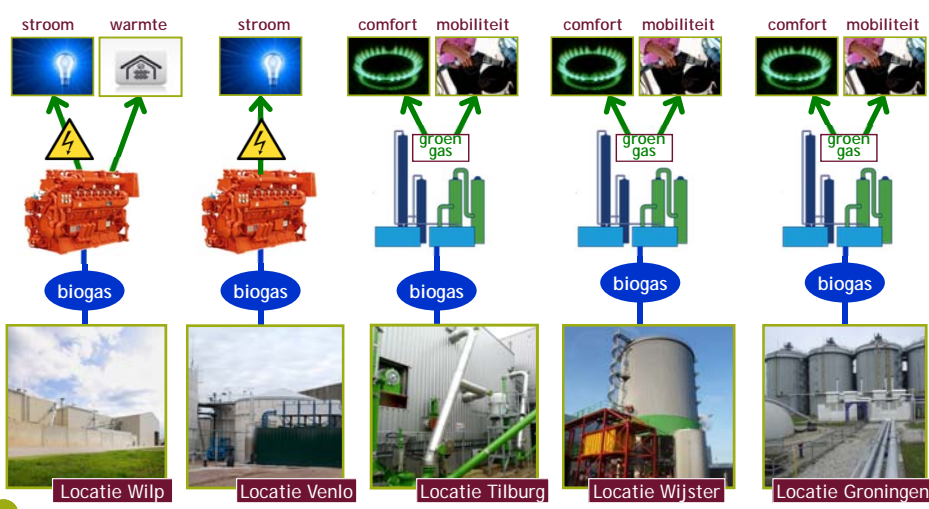 stroom warmte stroom comfort mobiliteit comfort mobiliteit comfort mobiliteit
groen
gas
groen
gas
groen
gas
biogas biogas biogas biogas biogas
Locatie Wilp Locatie Venlo Locatie Tilburg Locatie Wijster Locatie Groningen